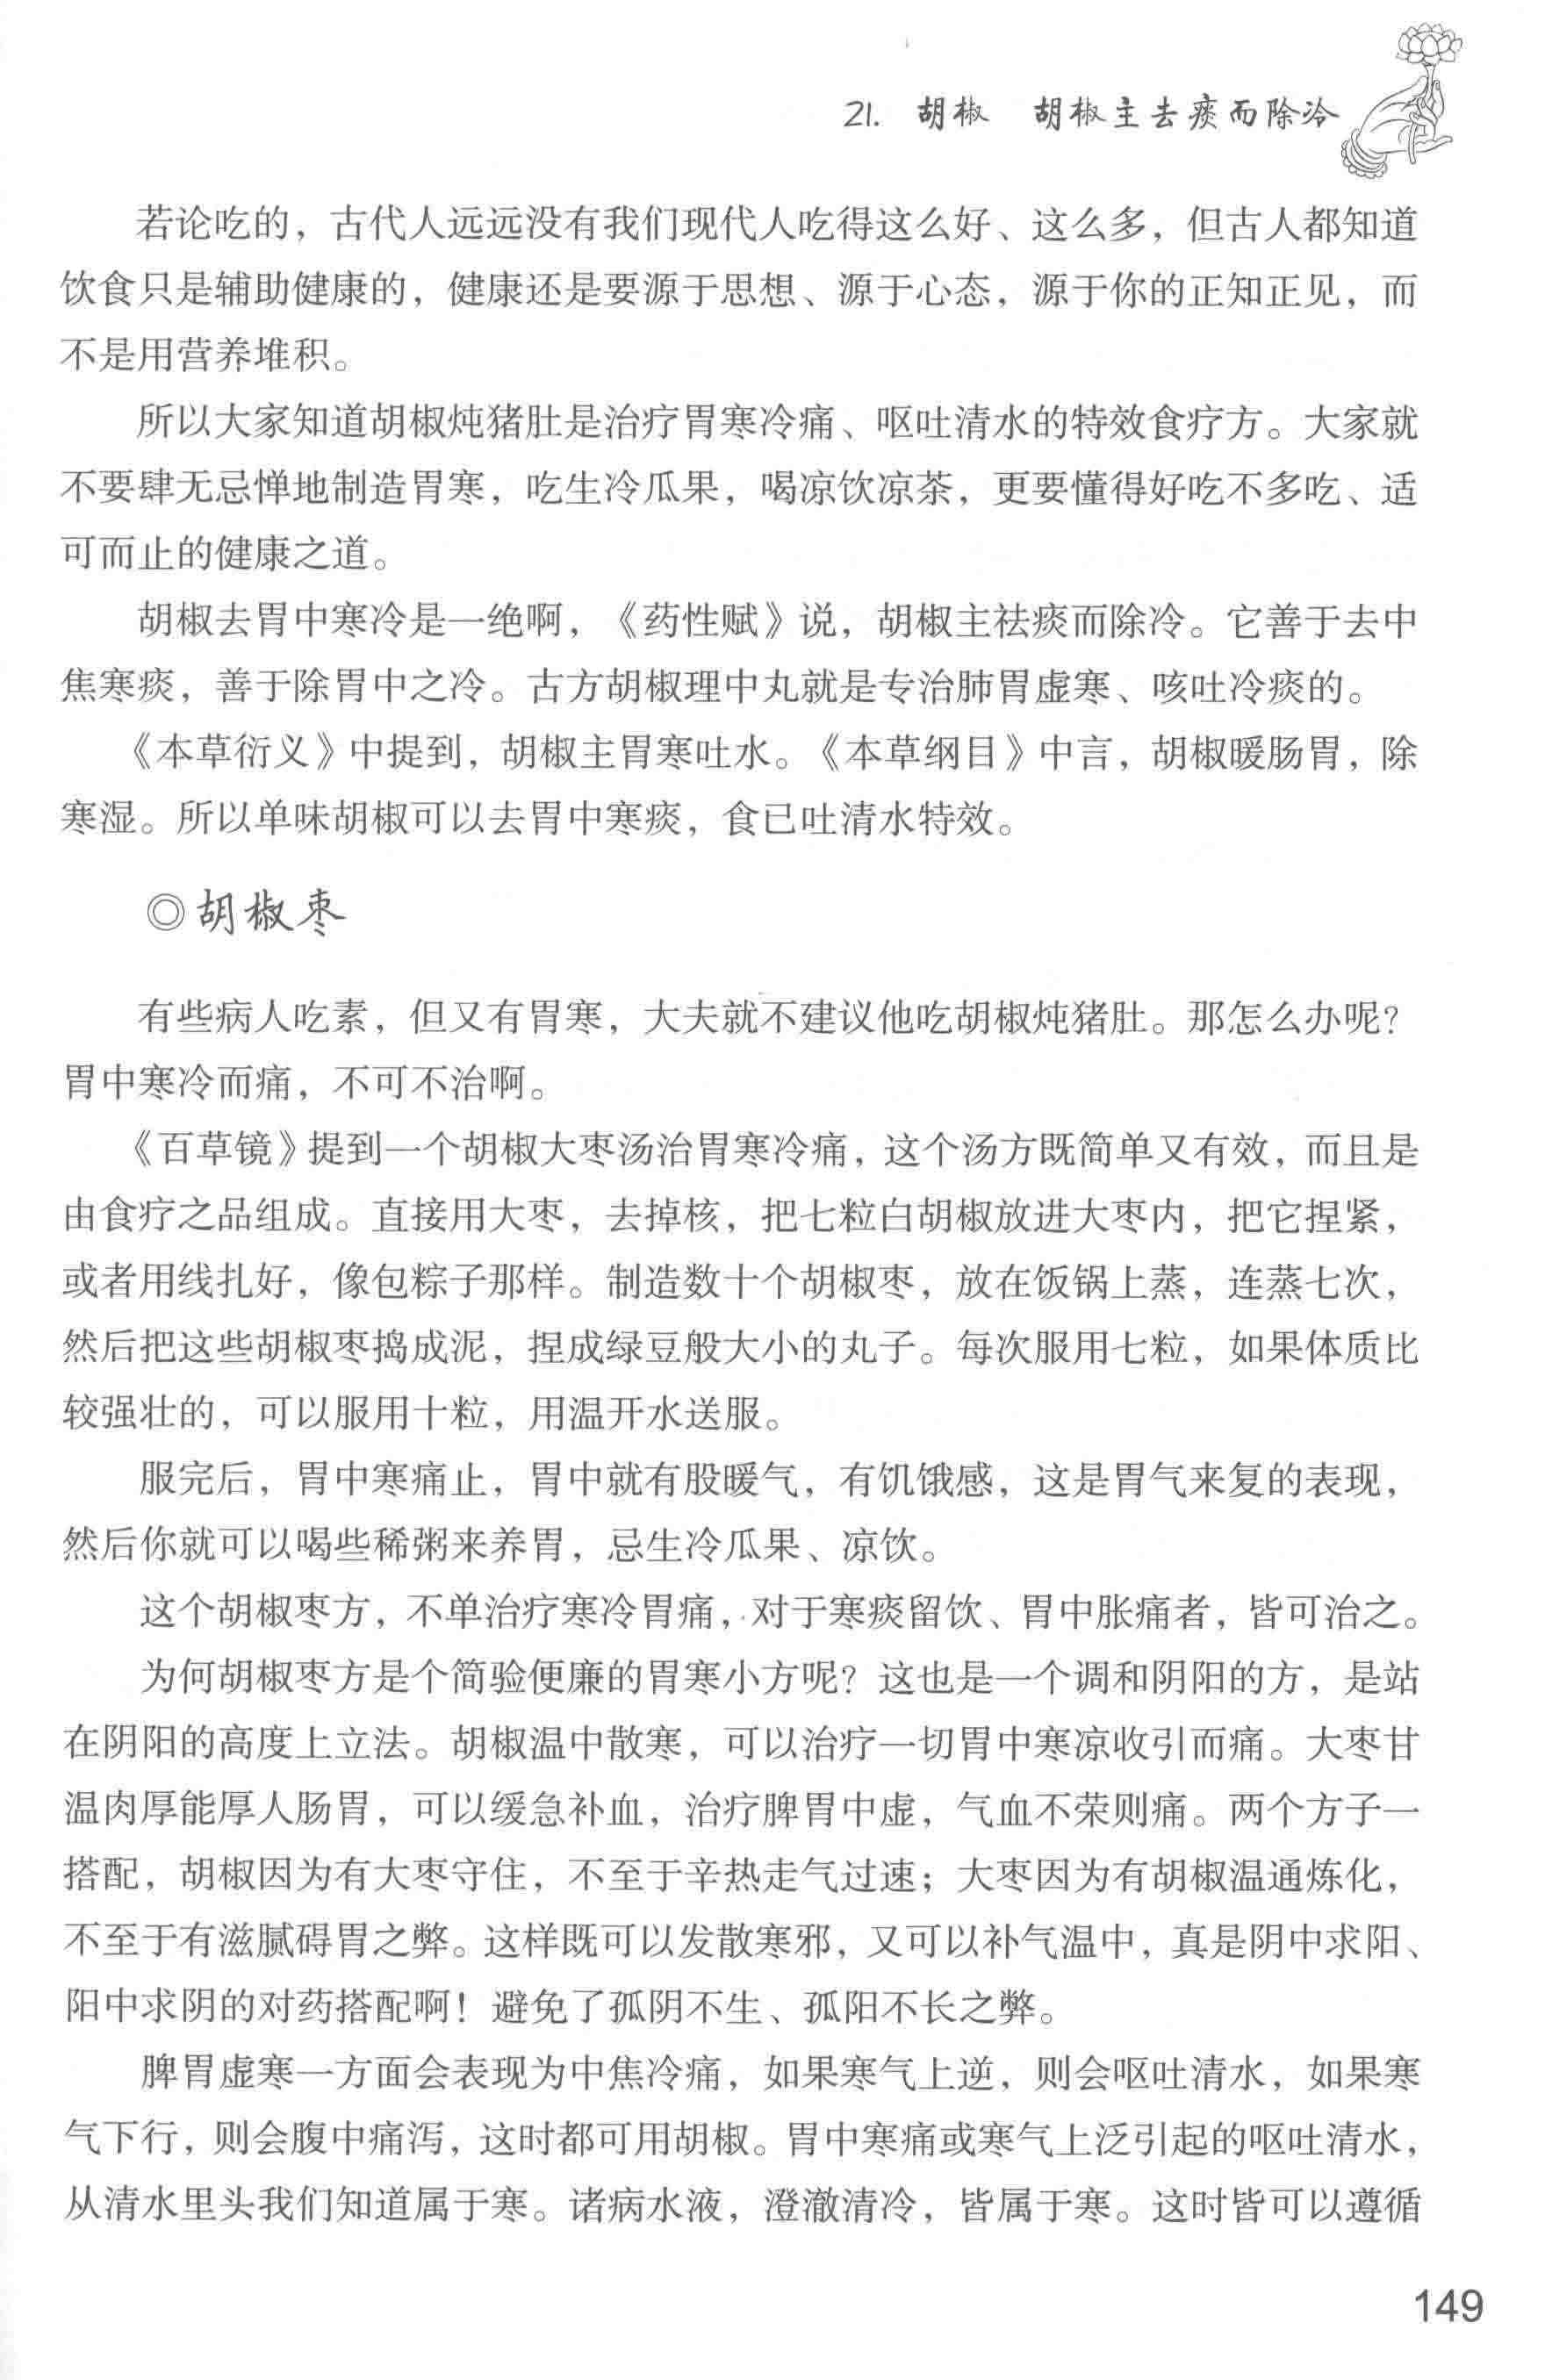 21. 胡椒　胡椒主去痰而除冷
若论吃的，古代人远远没有我们现代人吃得这么好、这么多，但古人都知道
饮食只是辅助健康的，健康还是要源于思想、源于心态，源于你的正知正见，而
不是用营养堆积。
所以大家知道胡椒炖猪肚是治疗胃寒冷痛、呕吐清水的特效食疗方。大家就
不要肆无忌惮地制造胃寒，吃生冷瓜果，喝凉饮凉茶，更要懂得好吃不多吃、适
可而止的健康之道。
胡椒去胃中寒冷是一绝啊，《药性赋》说，胡椒主祛痰而除冷。它善于去中
焦寒痰，善于除胃中之冷。古方胡椒理中丸就是专治肺胃虚寒、咳吐冷痰的。
《本草衍义》中提到，胡椒主胃寒吐水。《本草纲目》中言，胡椒暖肠胃，除
寒湿。所以单味胡椒可以去胃中寒痰，食已吐清水特效。
◎胡椒枣
有些病人吃素，但又有胃寒，大夫就不建议他吃胡椒炖猪肚。那怎么办呢？
胃中寒冷而痛，不可不治啊。
《百草镜》提到一个胡椒大枣汤治胃寒冷痛，这个汤方既简单又有效，而且是
由食疗之品组成。直接用大枣，去掉核，把七粒白胡椒放进大枣内，把它捏紧，
或者用线扎好，像包粽子那样。制造数十个胡椒枣，放在饭锅上蒸，连蒸七次，
然后把这些胡椒枣捣成泥，捏成绿豆般大小的丸子。每次服用七粒，如果体质比
较强壮的，可以服用十粒，用温开水送服。
服完后，胃中寒痛止，胃中就有股暖气，有饥饿感，这是胃气来复的表现，
然后你就可以喝些稀粥来养胃，忌生冷瓜果、凉饮。
这个胡椒枣方，不单治疗寒冷胃痛，对于寒痰留饮、胃中胀痛者，皆可治之。
为何胡椒枣方是个简验便廉的胃寒小方呢？这也是一个调和阴阳的方，是站
在阴阳的高度上立法。胡椒温中散寒，可以治疗一切胃中寒凉收引而痛。大枣甘
温肉厚能厚人肠胃，可以缓急补血，治疗脾胃中虚，气血不荣则痛。两个方子一
搭配，胡椒因为有大枣守住，不至于辛热走气过速；大枣因为有胡椒温通炼化，
不至于有滋腻碍胃之弊。这样既可以发散寒邪，又可以补气温中，真是阴中求阳、
阳中求阴的对药搭配啊！避免了孤阴不生、孤阳不长之弊。
脾胃虚寒一方面会表现为中焦冷痛，如果寒气上逆，则会呕吐清水，如果寒
气下行，则会腹中痛泻，这时都可用胡椒。胃中寒痛或寒气上泛引起的呕吐清水，
从清水里头我们知道属于寒。诸病水液，澄澈清冷，皆属于寒。这时皆可以遵循
149